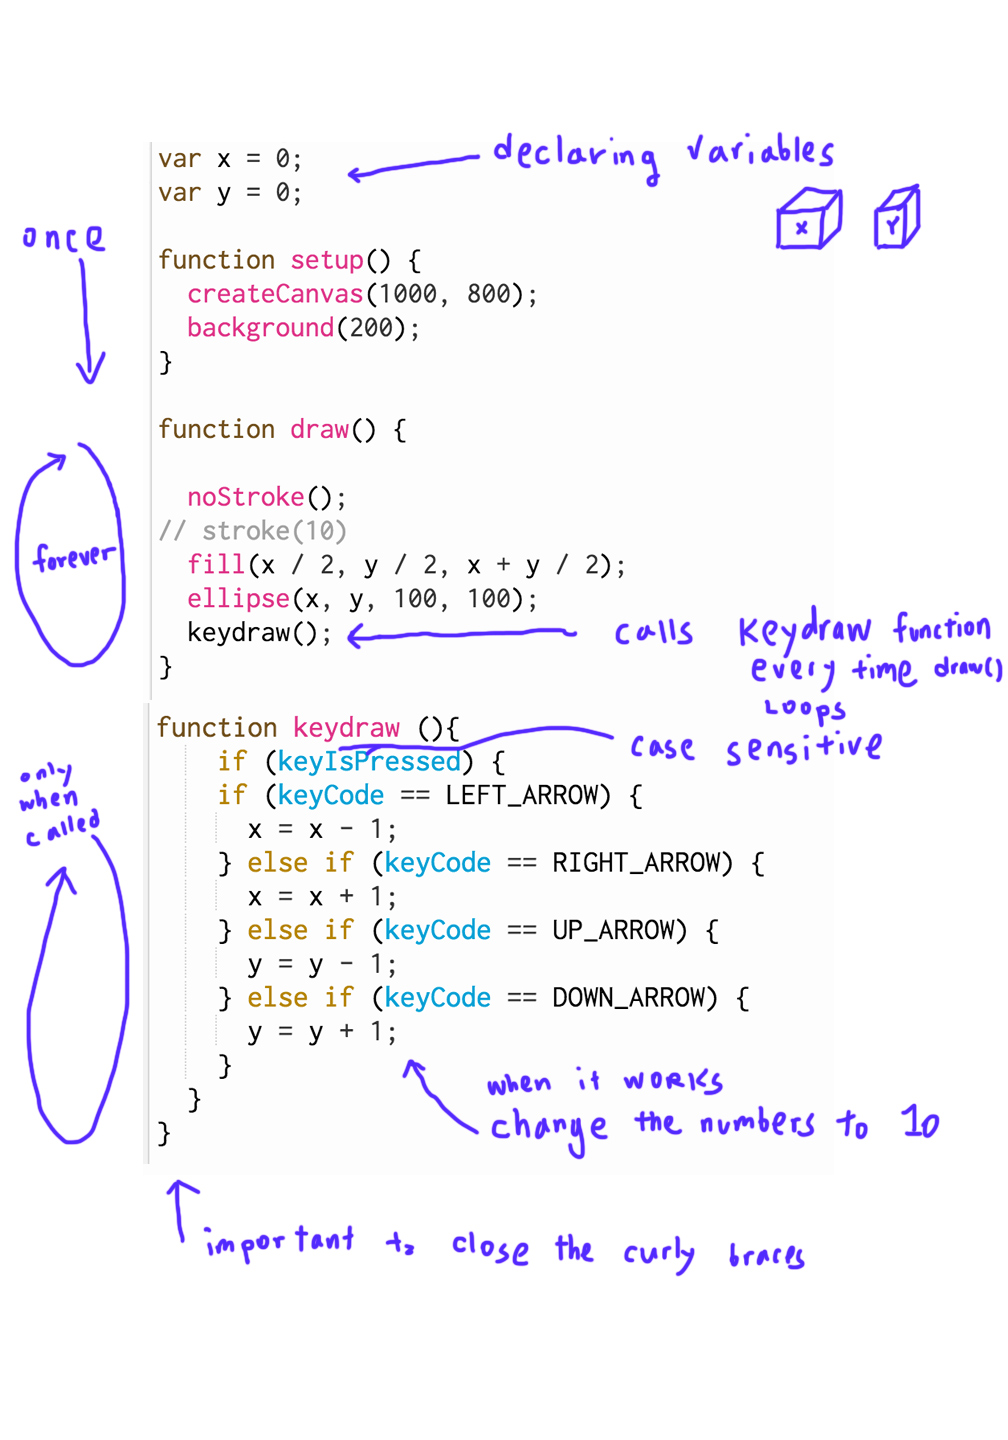 var x = 0;
var y = 0;
declaring variables
X Y
once
function setup() {
createCanvas(1000, 800);
background(200);
}
function draw() {
noStroke();
// stroke(10)
fill(x / 2, y / 2, x + y / 2);
ellipse(x, y, 100, 100);
keydraw();
}
forever
calls keydraw function
every time draw()
LOOPS
function keydraw (){
case sensitive
if (keyIsPressed) {
if (keyCode == LEFT_ARROW) {
x = x - 1;
} else if (keyCode == RIGHT_ARROW) {
x = x + 1;
} else if (keyCode == UP_ARROW) {
y = y - 1;
} else if (keyCode == DOWN_ARROW) {
y = y + 1;
}
}
}
only
when
called
when it works
change the numbers to 10
important to close the curly braces